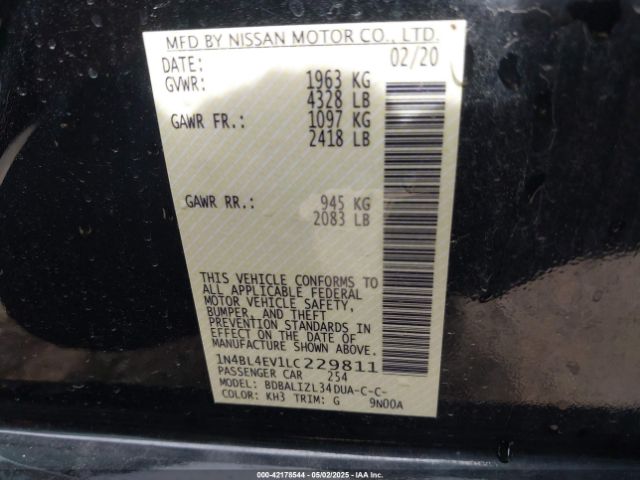 MFD BY NISSAN MOTOR CO., LTD.
DATE: 02/20
GVWR: 1963 KG
4328 LB
GAWR FR.: 1097 KG
2418 LB
GAWR RR.: 945 KG
2083 LB
THIS VEHICLE CONFORMS TO
ALL APPLICABLE FEDERAL
MOTOR VEHICLE SAFETY,
BUMPER, AND THEFT
PREVENTION STANDARDS IN
EFFECT ON THE DATE OF
MANUFACTURE SHOWN ABOVE.
1N4BL4EV1LC229811
PASSENGER CAR 254
MODEL: BDBALIZL34DUA-C-C-
COLOR: KH3 TRIM: G 9N00A
000-42178544 - 05/02/2025 - IAA Inc.